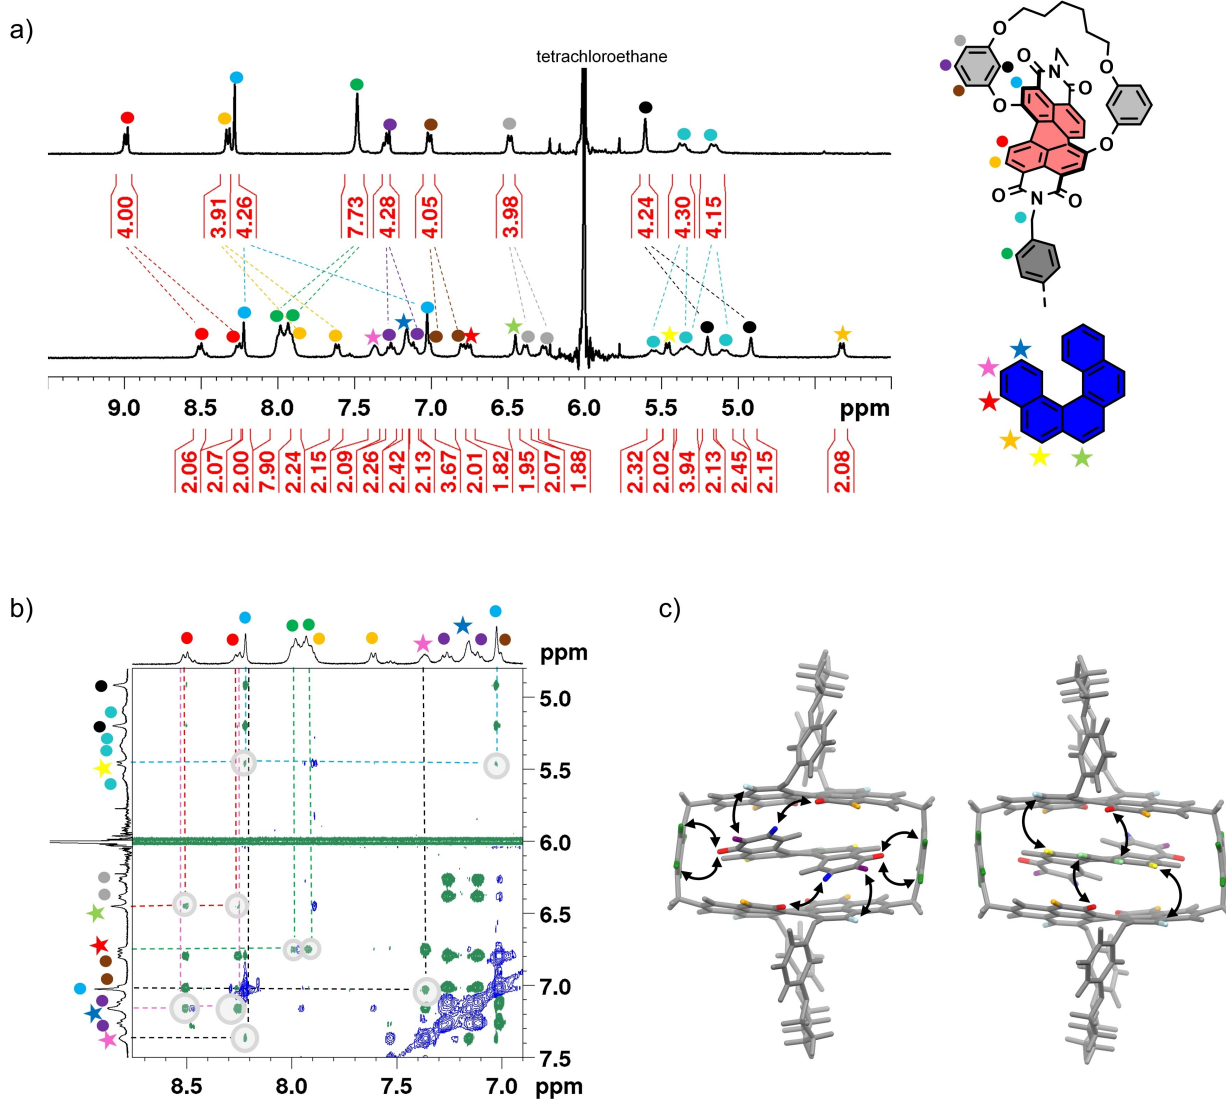 a)
tetrachloroethane
4.00
3.91
4.26
7.73
4.28
4.05
3.98
4.24
4.30
4.15
9.0 8.5 8.0 7.5 7.0 6.5 6.0 5.5 5.0 ppm
2.06
2.07
2.00
7.90
2.24
2.15
2.09
2.26
2.42
2.13
3.67
2.01
1.82
1.95
2.07
1.88
2.32
2.02
3.94
2.13
2.45
2.15
2.08
O
O
O
N
O
O
O
O
N
O
b)
ppm
5.0
5.5
6.0
6.5
7.0
7.5
8.5 8.0 7.5 7.0 ppm
c)